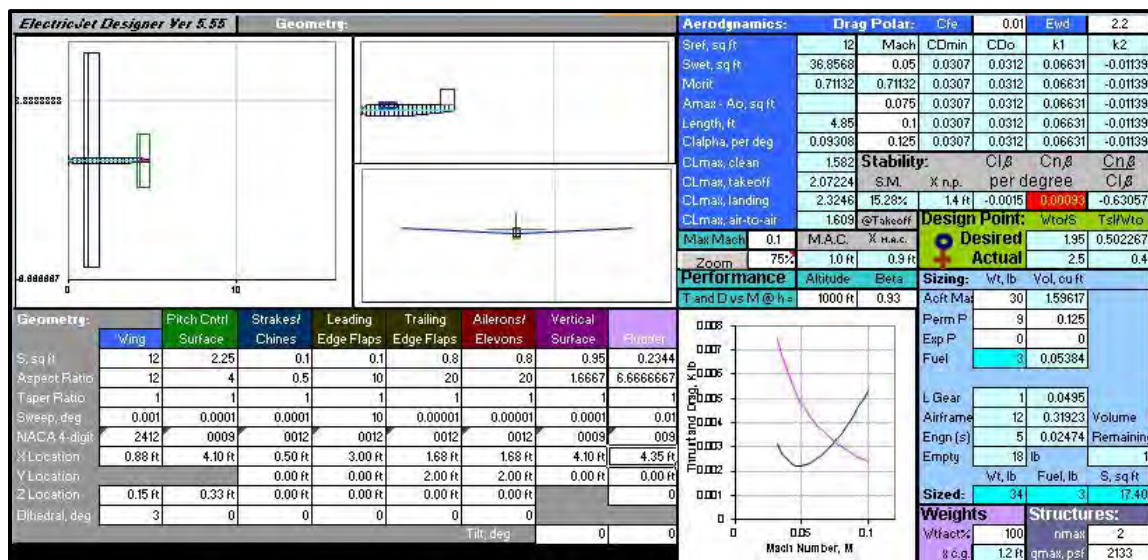 ElectricJet Designer Ver 5.55 Geometry:
0 10
Aerodynamics: Drag Polar: Cfe 0.01 Ewd 2.2
Sref, sq ft 12 Mach CDmin CDo k1 k2
Swet, sq ft 36.8568 0.05 0.0307 0.0312 0.06631 -0.01139
Merit 0.71132 0.71132 0.0307 0.0312 0.06631 -0.01139
Amax - Ao, sq ft 0.075 0.0307 0.0312 0.06631 -0.01139
Length, ft 4.85 0.1 0.0307 0.0312 0.06631 -0.01139
Clalpha, per deg 0.09308 0.125 0.0307 0.0312 0.06631 -0.01139
CLmax, clean 1.582 Stability: Clβ Cnβ Cnβ
CLmax, takeoff 2.07224 S.M. X n.p. per degree Clβ
CLmax, landing 2.3246 15.28% 1.4 ft -0.0015 0.00093 -0.63057
CLmax, air-to-air 1.609 @Takeoff Design Point: Wto/S Tsl/Wto
Max Mach 0.1 M.A.C. X M.A.C. Desired 1.95 0.502267
Zoom 75% 1.0 ft 0.9 ft Actual 2.5 0.4
Performance Altitude Beta Sizing: Wt, lb Vol, cu ft
T and D vs M @ h = 1000 ft 0.93 Acft Ma: 30 1.59617
Perm P 9 0.125
Exp P 0 0
Fuel 3 0.05384
L Gear 1 0.0495
Airframe 12 0.31923 Volume
Engn (s) 5 0.02474 Remaining
Empty 18 lb 1
Wt, lb Fuel, lb S, sq ft
Sized: 34 3 17.40
Weights Structures:
Wtfact% 100 nmax 2
x c.g. 1.2 ft qmax, psf 2133
Geometry: Wing Pitch Cntrl Surface Strakes/ Chines Leading Edge Flaps Trailing Edge Flaps Ailerons/ Elevons Vertical Surface Rudder
S, sq ft 12 2.25 0.1 0.1 0.8 0.8 0.95 0.2344
Aspect Ratio 12 4 0.5 10 20 20 1.6667 6.6666667
Taper Ratio 1 1 1 1 1 1 1 1
Sweep, deg 0.001 0.0001 0.0001 10 0.00001 0.00001 0.0001 0.01
NACA 4-digit 2412 0009 0012 0012 0012 0012 0009 009
X Location 0.88 ft 4.10 ft 0.50 ft 3.00 ft 1.68 ft 1.68 ft 4.10 ft 4.35 ft
Y Location 0.00 ft 0.00 ft 2.00 ft 2.00 ft 0.00 ft 0.00 ft
Z Location 0.15 ft 0.33 ft 0.00 ft 0.00 ft 0.00 ft 0.00 ft 0
Dihedral, deg 3 0 0 0 0 0 0
Tilt, deg 0 0
Thrust and Drag, K lb
0.008
0.007
0.006
0.005
0.004
0.003
0.002
0.001
0
0 0.05 0.1
Mach Number, M